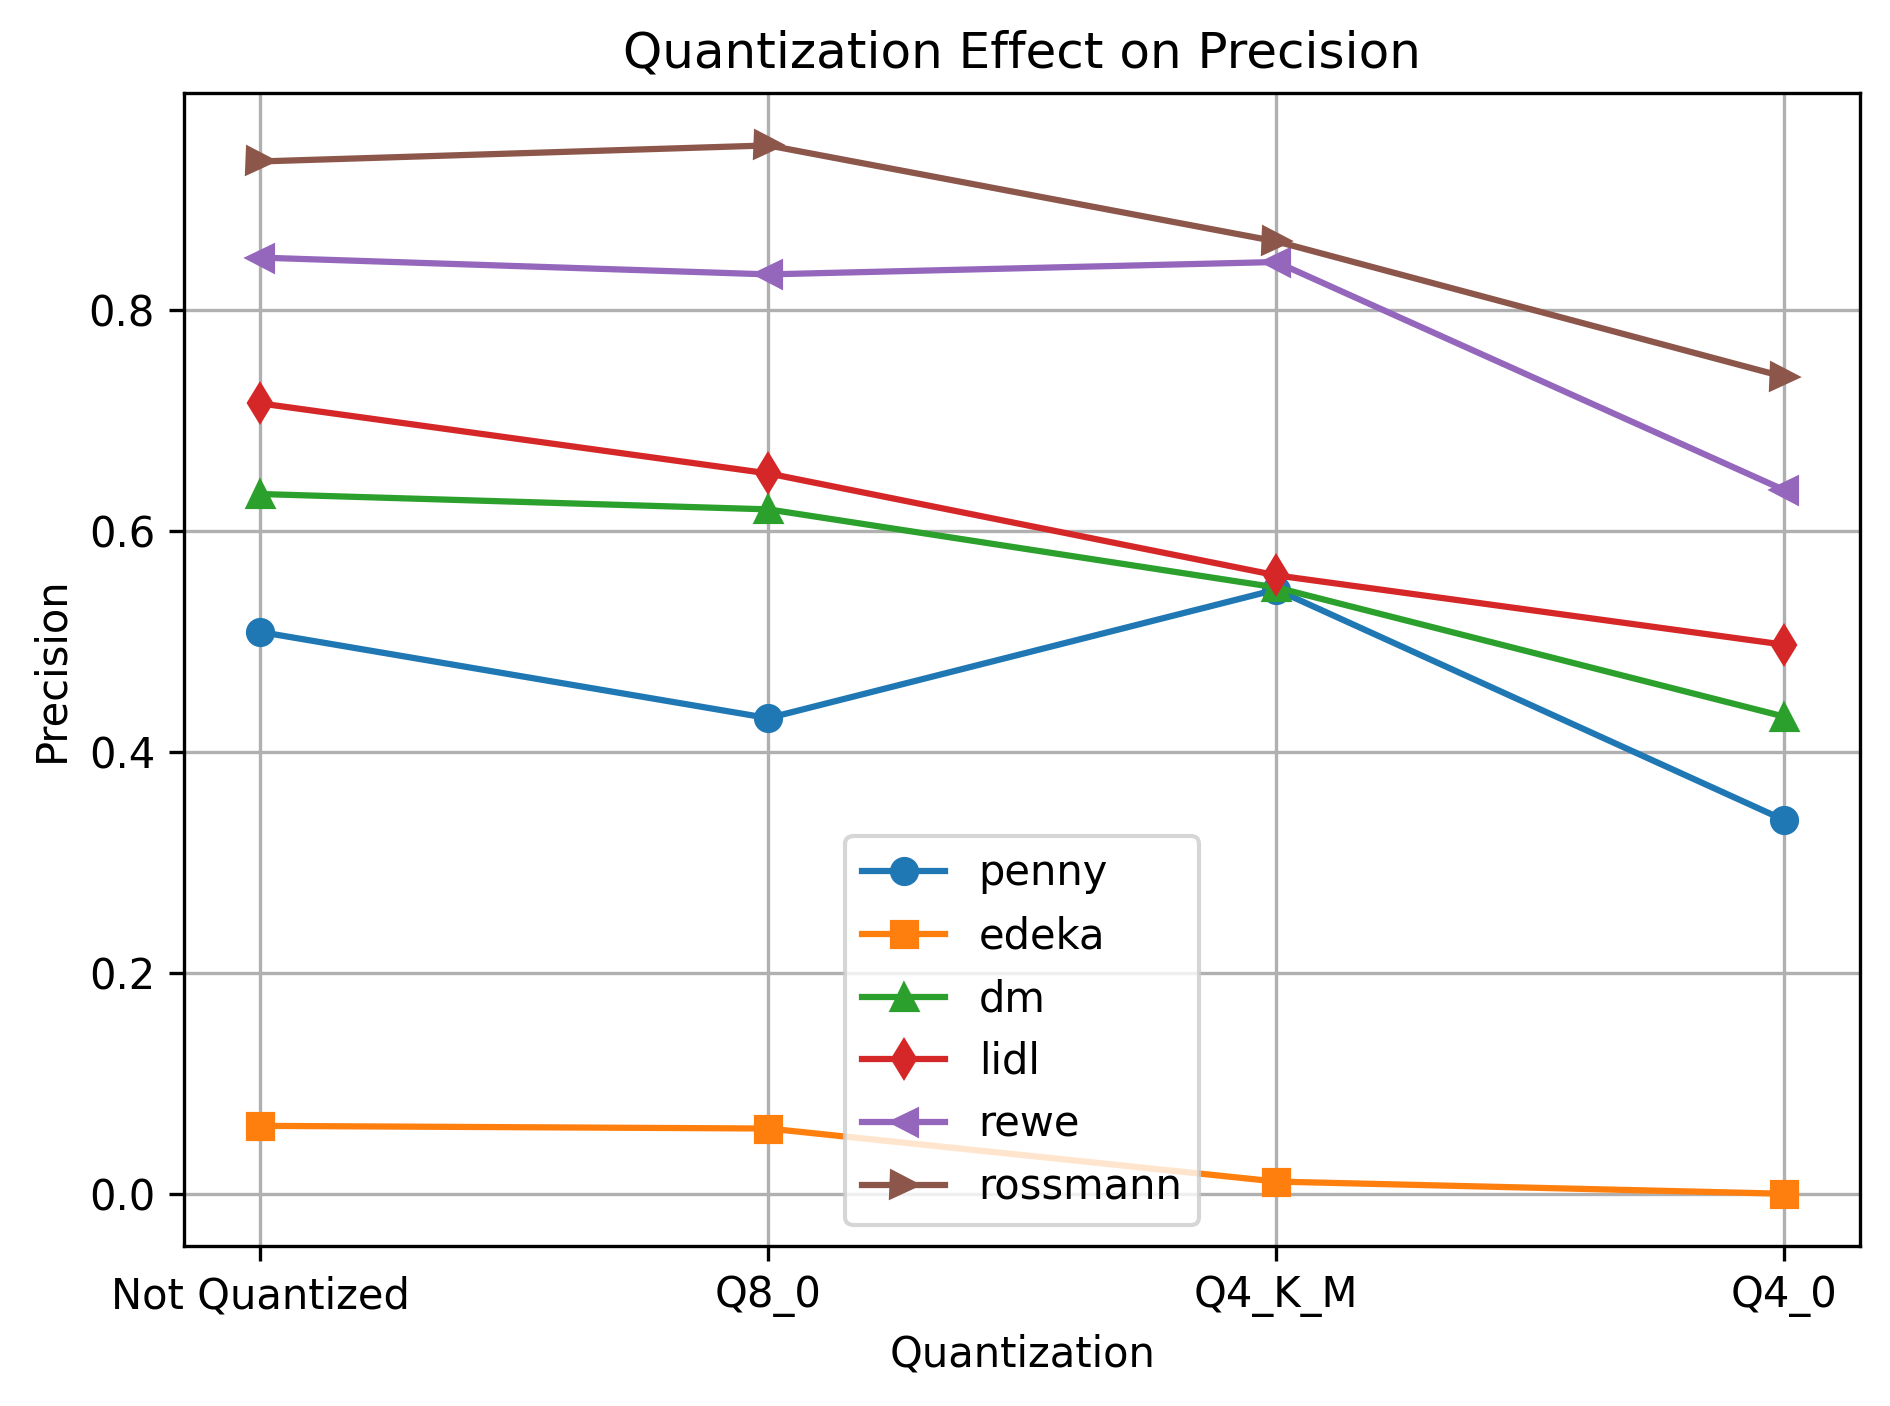 Quantization Effect on Precision
Precision
0.8
0.6
0.4
0.2
0.0
penny
edeka
dm
lidl
rewe
rossmann
Not Quantized
Q8_0
Q4_K_M
Q4_0
Quantization